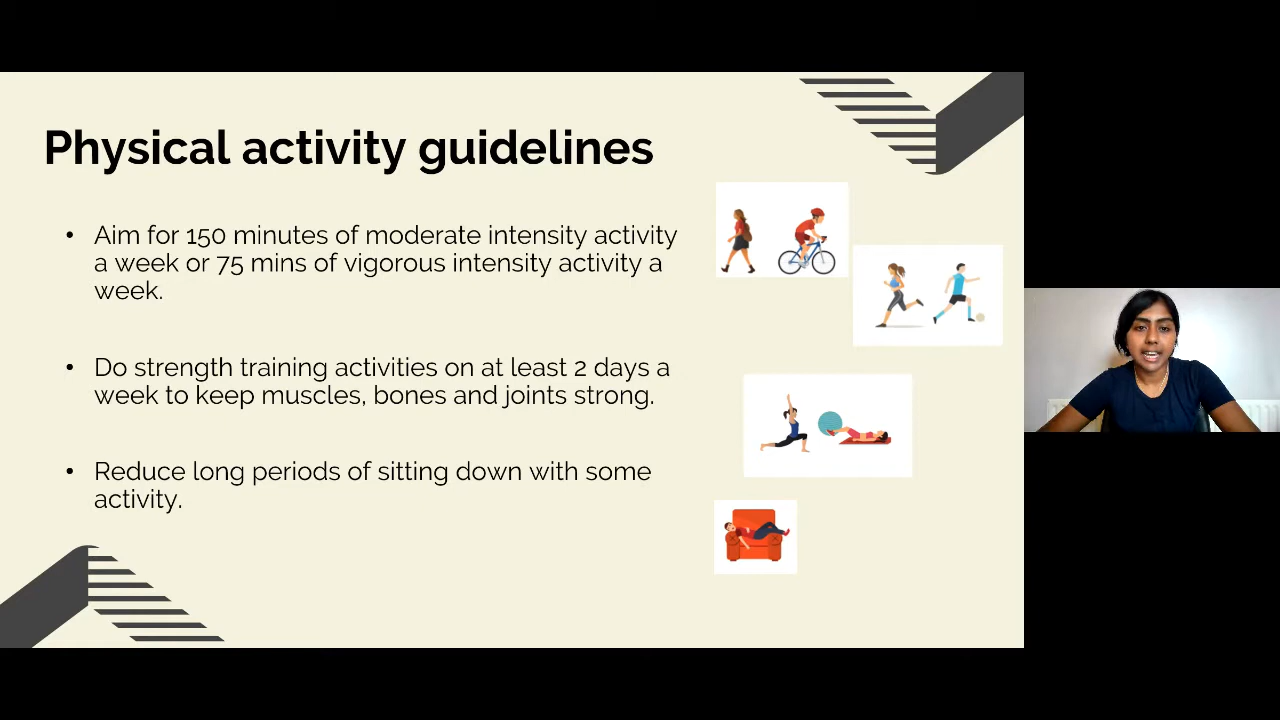 Physical activity guidelines
• Aim for 150 minutes of moderate intensity activity
a week or 75 mins of vigorous intensity activity a
week.
• Do strength training activities on at least 2 days a
week to keep muscles, bones and joints strong.
• Reduce long periods of sitting down with some
activity.